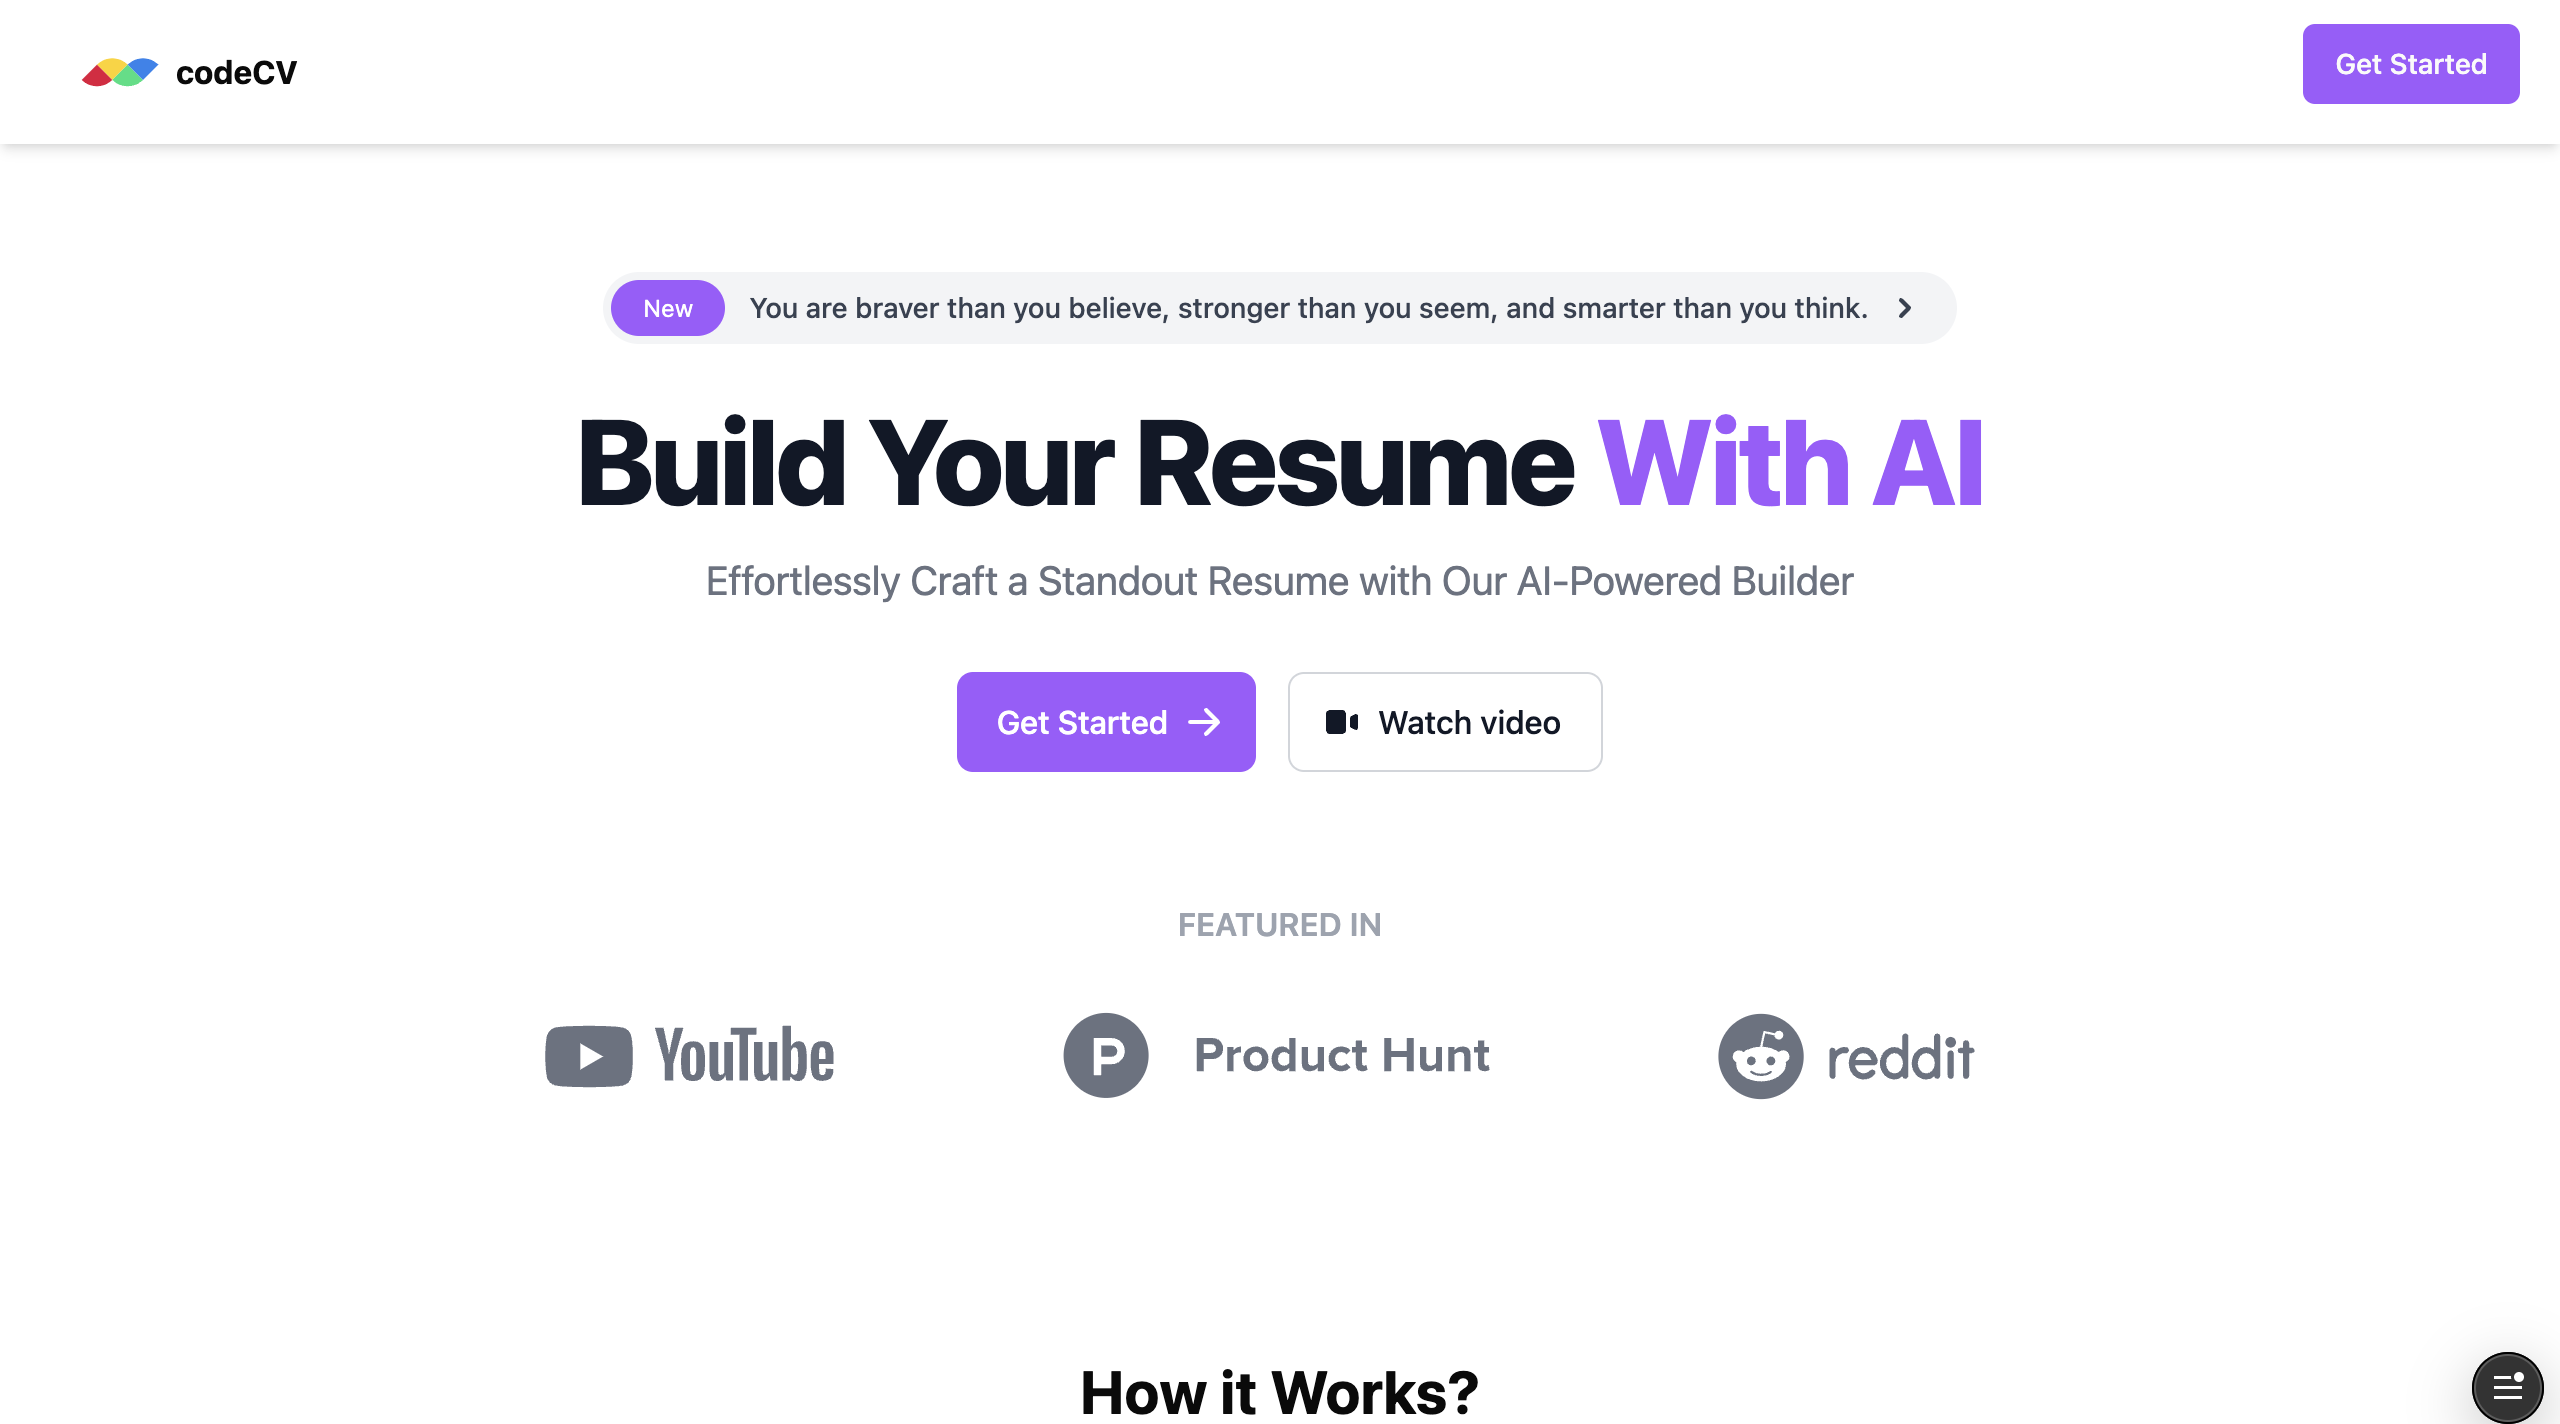 codeCV
Get Started
New
You are braver than you believe, stronger than you seem, and smarter than you think.
Build Your Resume With AI
Effortlessly Craft a Standout Resume with Our AI-Powered Builder
Get Started
Watch video
FEATURED IN
YouTube
Product Hunt
reddit
How it Works?